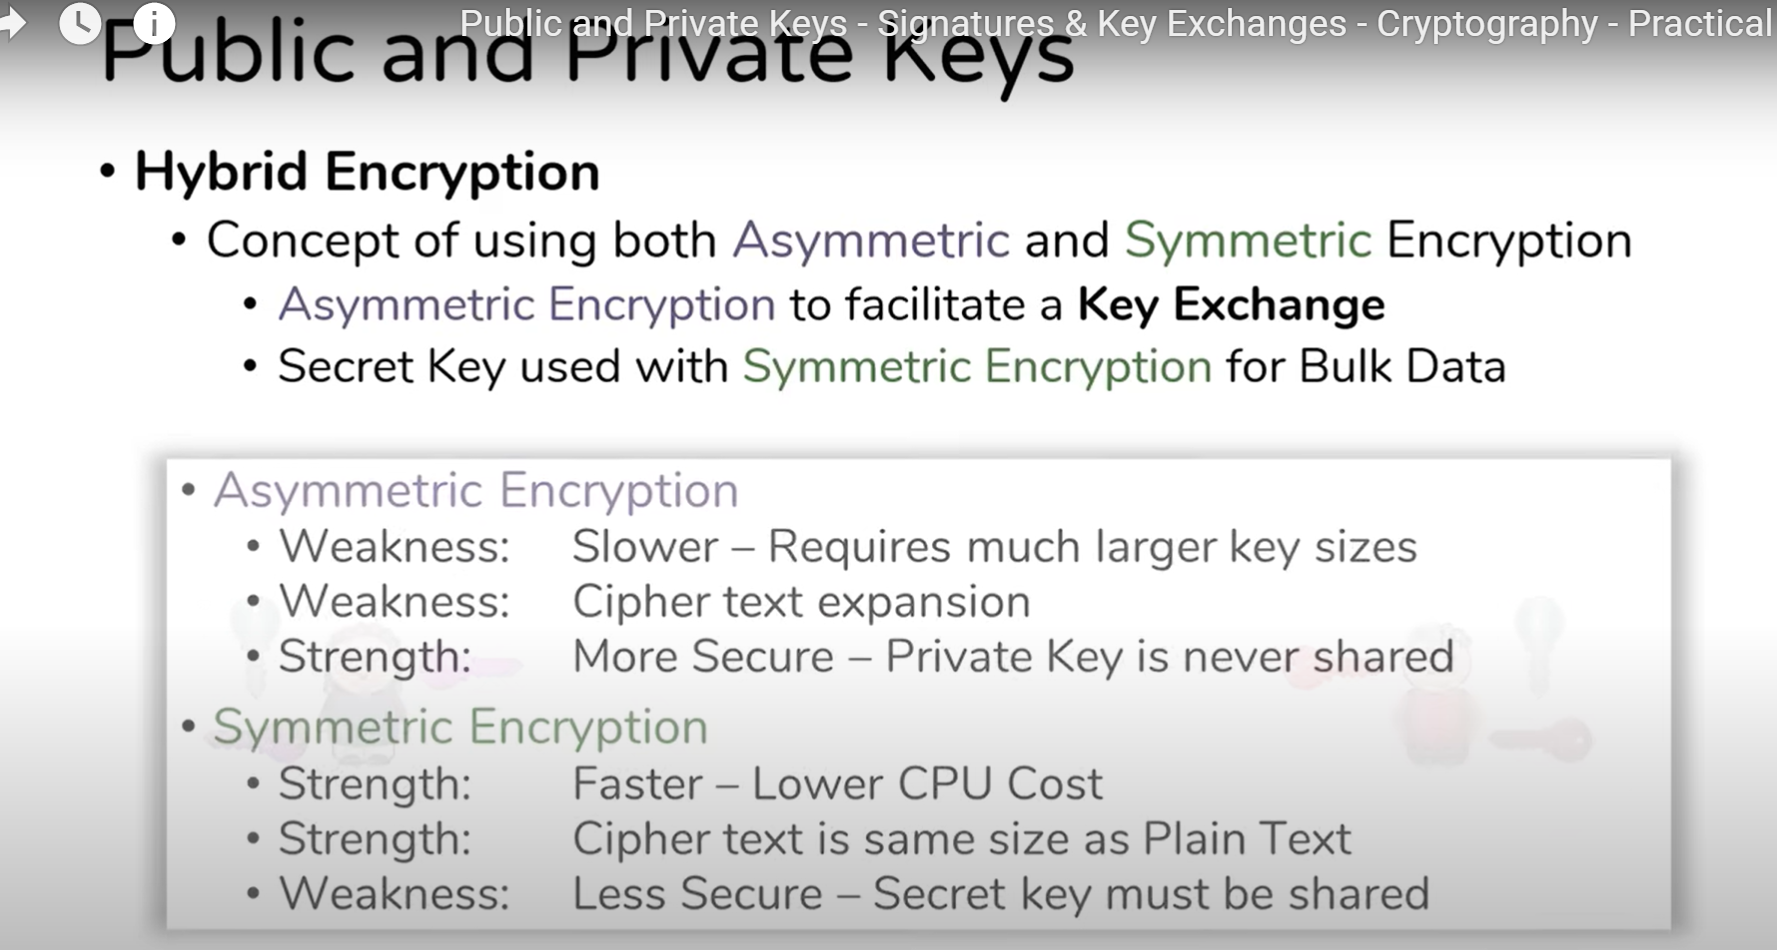 Public and Private Keys - Signatures & Key Exchanges - Cryptography - Practical
Public and Private Keys
• Hybrid Encryption
• Concept of using both Asymmetric and Symmetric Encryption
• Asymmetric Encryption to facilitate a Key Exchange
• Secret Key used with Symmetric Encryption for Bulk Data
• Asymmetric Encryption
• Weakness: Slower – Requires much larger key sizes
• Weakness: Cipher text expansion
• Strength: More Secure – Private Key is never shared
• Symmetric Encryption
• Strength: Faster – Lower CPU Cost
• Strength: Cipher text is same size as Plain Text
• Weakness: Less Secure – Secret key must be shared